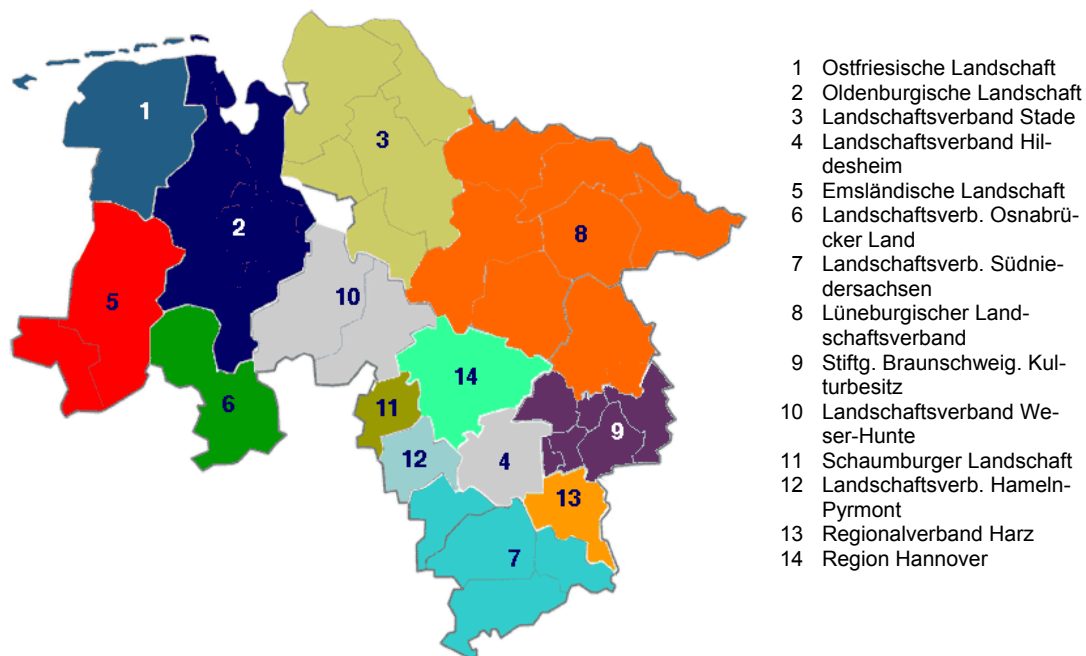 1
2
3
8
5
10
6
14
11
12
4
9
13
7
1 Ostfriesische Landschaft
2 Oldenburgische Landschaft
3 Landschaftsverband Stade
4 Landschaftsverband Hil-
desheim
5 Emsländische Landschaft
6 Landschaftsverb. Osnabrü-
cker Land
7 Landschaftsverb. Südnie-
dersachsen
8 Lüneburgischer Land-
schaftsverband
9 Stiftg. Braunschweig. Kul-
turbesitz
10 Landschaftsverband We-
ser-Hunte
11 Schaumburger Landschaft
12 Landschaftsverb. Hameln-
Pyrmont
13 Regionalverband Harz
14 Region Hannover